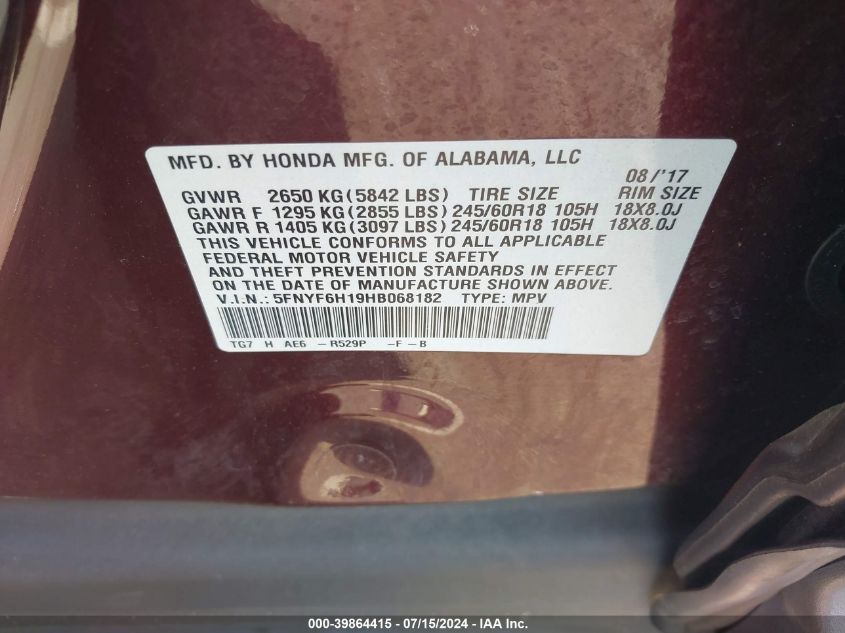 MFD. BY HONDA MFG. OF ALABAMA, LLC 08/'17
GVWR 2650 KG(5842 LBS) TIRE SIZE RIM SIZE
GAWR F 1295 KG(2855 LBS) 245/60R18 105H 18X8.0J
GAWR R 1405 KG(3097 LBS) 245/60R18 105H 18X8.0J
THIS VEHICLE CONFORMS TO ALL APPLICABLE
FEDERAL MOTOR VEHICLE SAFETY
AND THEFT PREVENTION STANDARDS IN EFFECT
ON THE DATE OF MANUFACTURE SHOWN ABOVE.
V.I.N.: 5FNYF6H19HB068182 TYPE: MPV
TG7 H AE6 –R529P –F–B
000-39864415 - 07/15/2024 - IAA Inc.